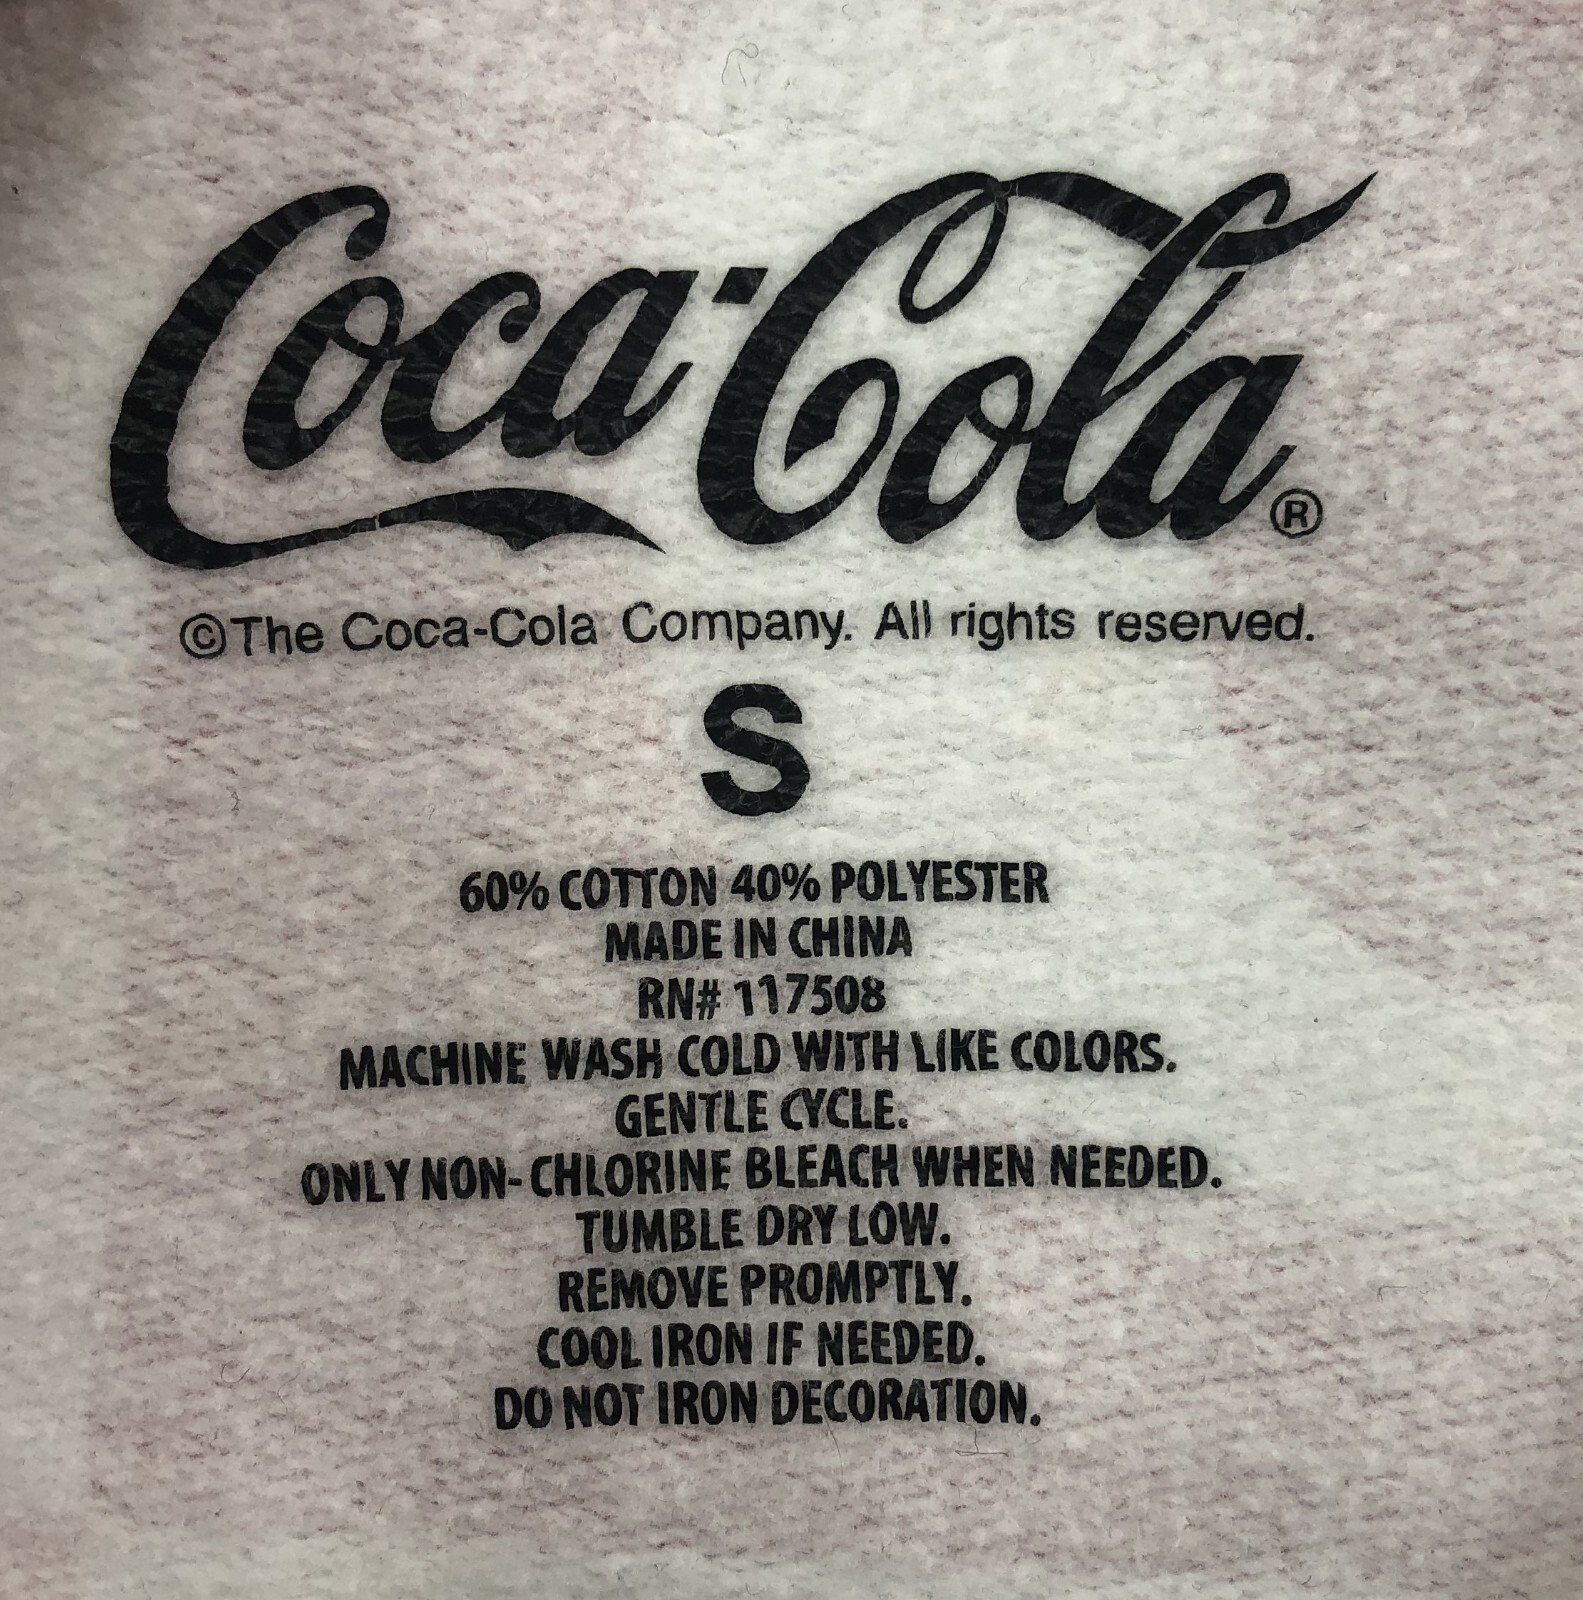 Coca-Cola®
©The Coca-Cola Company. All rights reserved.
S
60% COTTON 40% POLYESTER
MADE IN CHINA
RN# 117508
MACHINE WASH COLD WITH LIKE COLORS.
GENTLE CYCLE.
ONLY NON- CHLORINE BLEACH WHEN NEEDED.
TUMBLE DRY LOW.
REMOVE PROMPTLY.
COOL IRON IF NEEDED.
DO NOT IRON DECORATION.